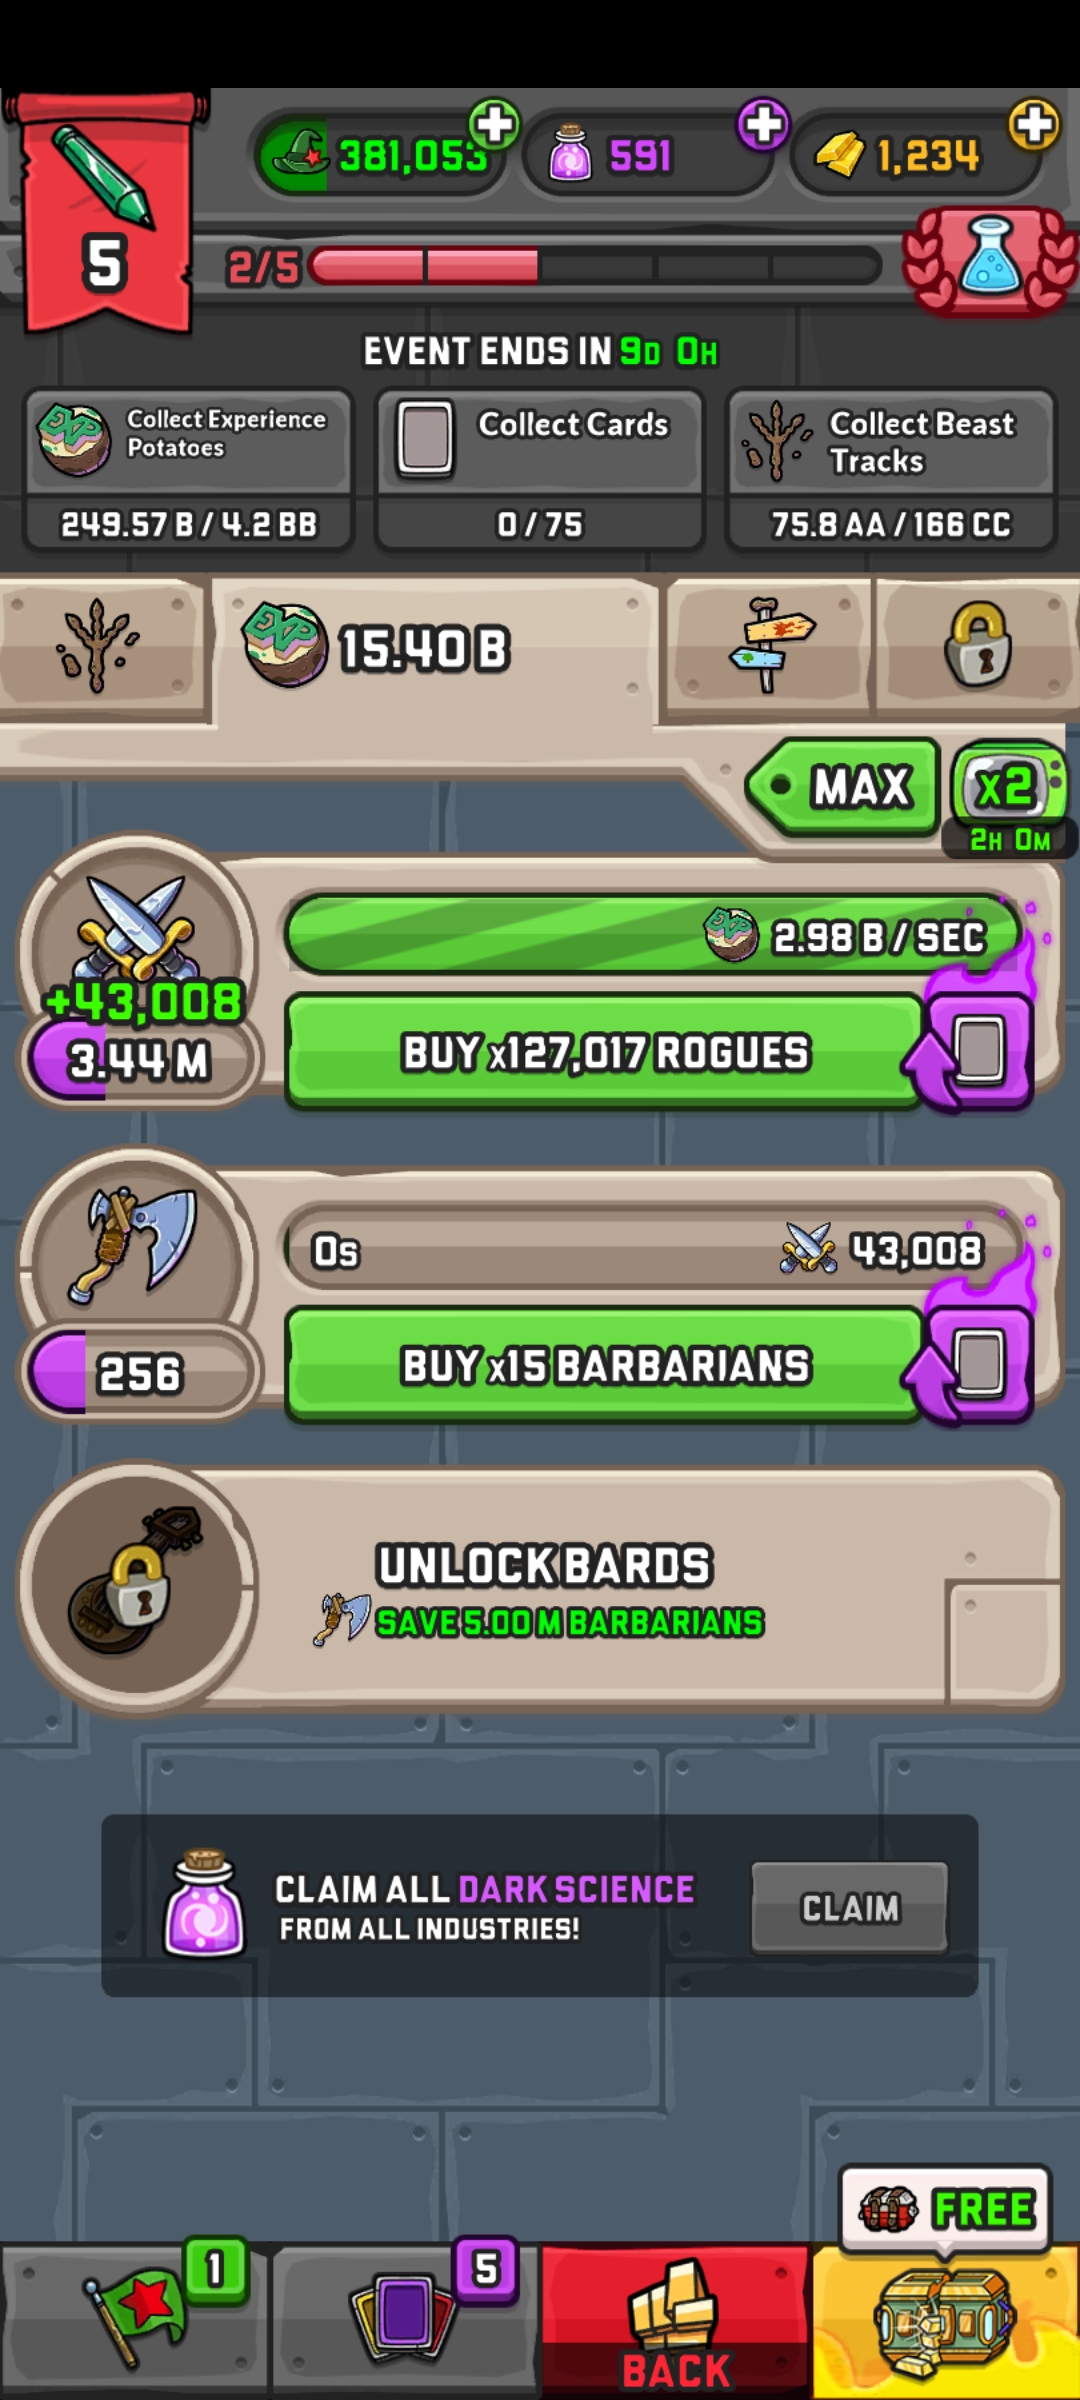 381,053
591
1,234
5
2/5
EVENT ENDS IN 9D 0H
EXP
Collect Experience
Potatoes
249.57 B / 4.2 BB
Collect Cards
0 / 75
Collect Beast
Tracks
75.8 AA / 166 CC
EXP
15.40 B
MAX
x2
2H 0M
EXP
2.98 B / SEC
+43,008
3.44 M
BUY x127,017 ROGUES
0S
43,008
256
BUY x15 BARBARIANS
UNLOCK BARDS
SAVE 5.00 M BARBARIANS
CLAIM ALL DARK SCIENCE
FROM ALL INDUSTRIES!
CLAIM
FREE
1
5
BACK